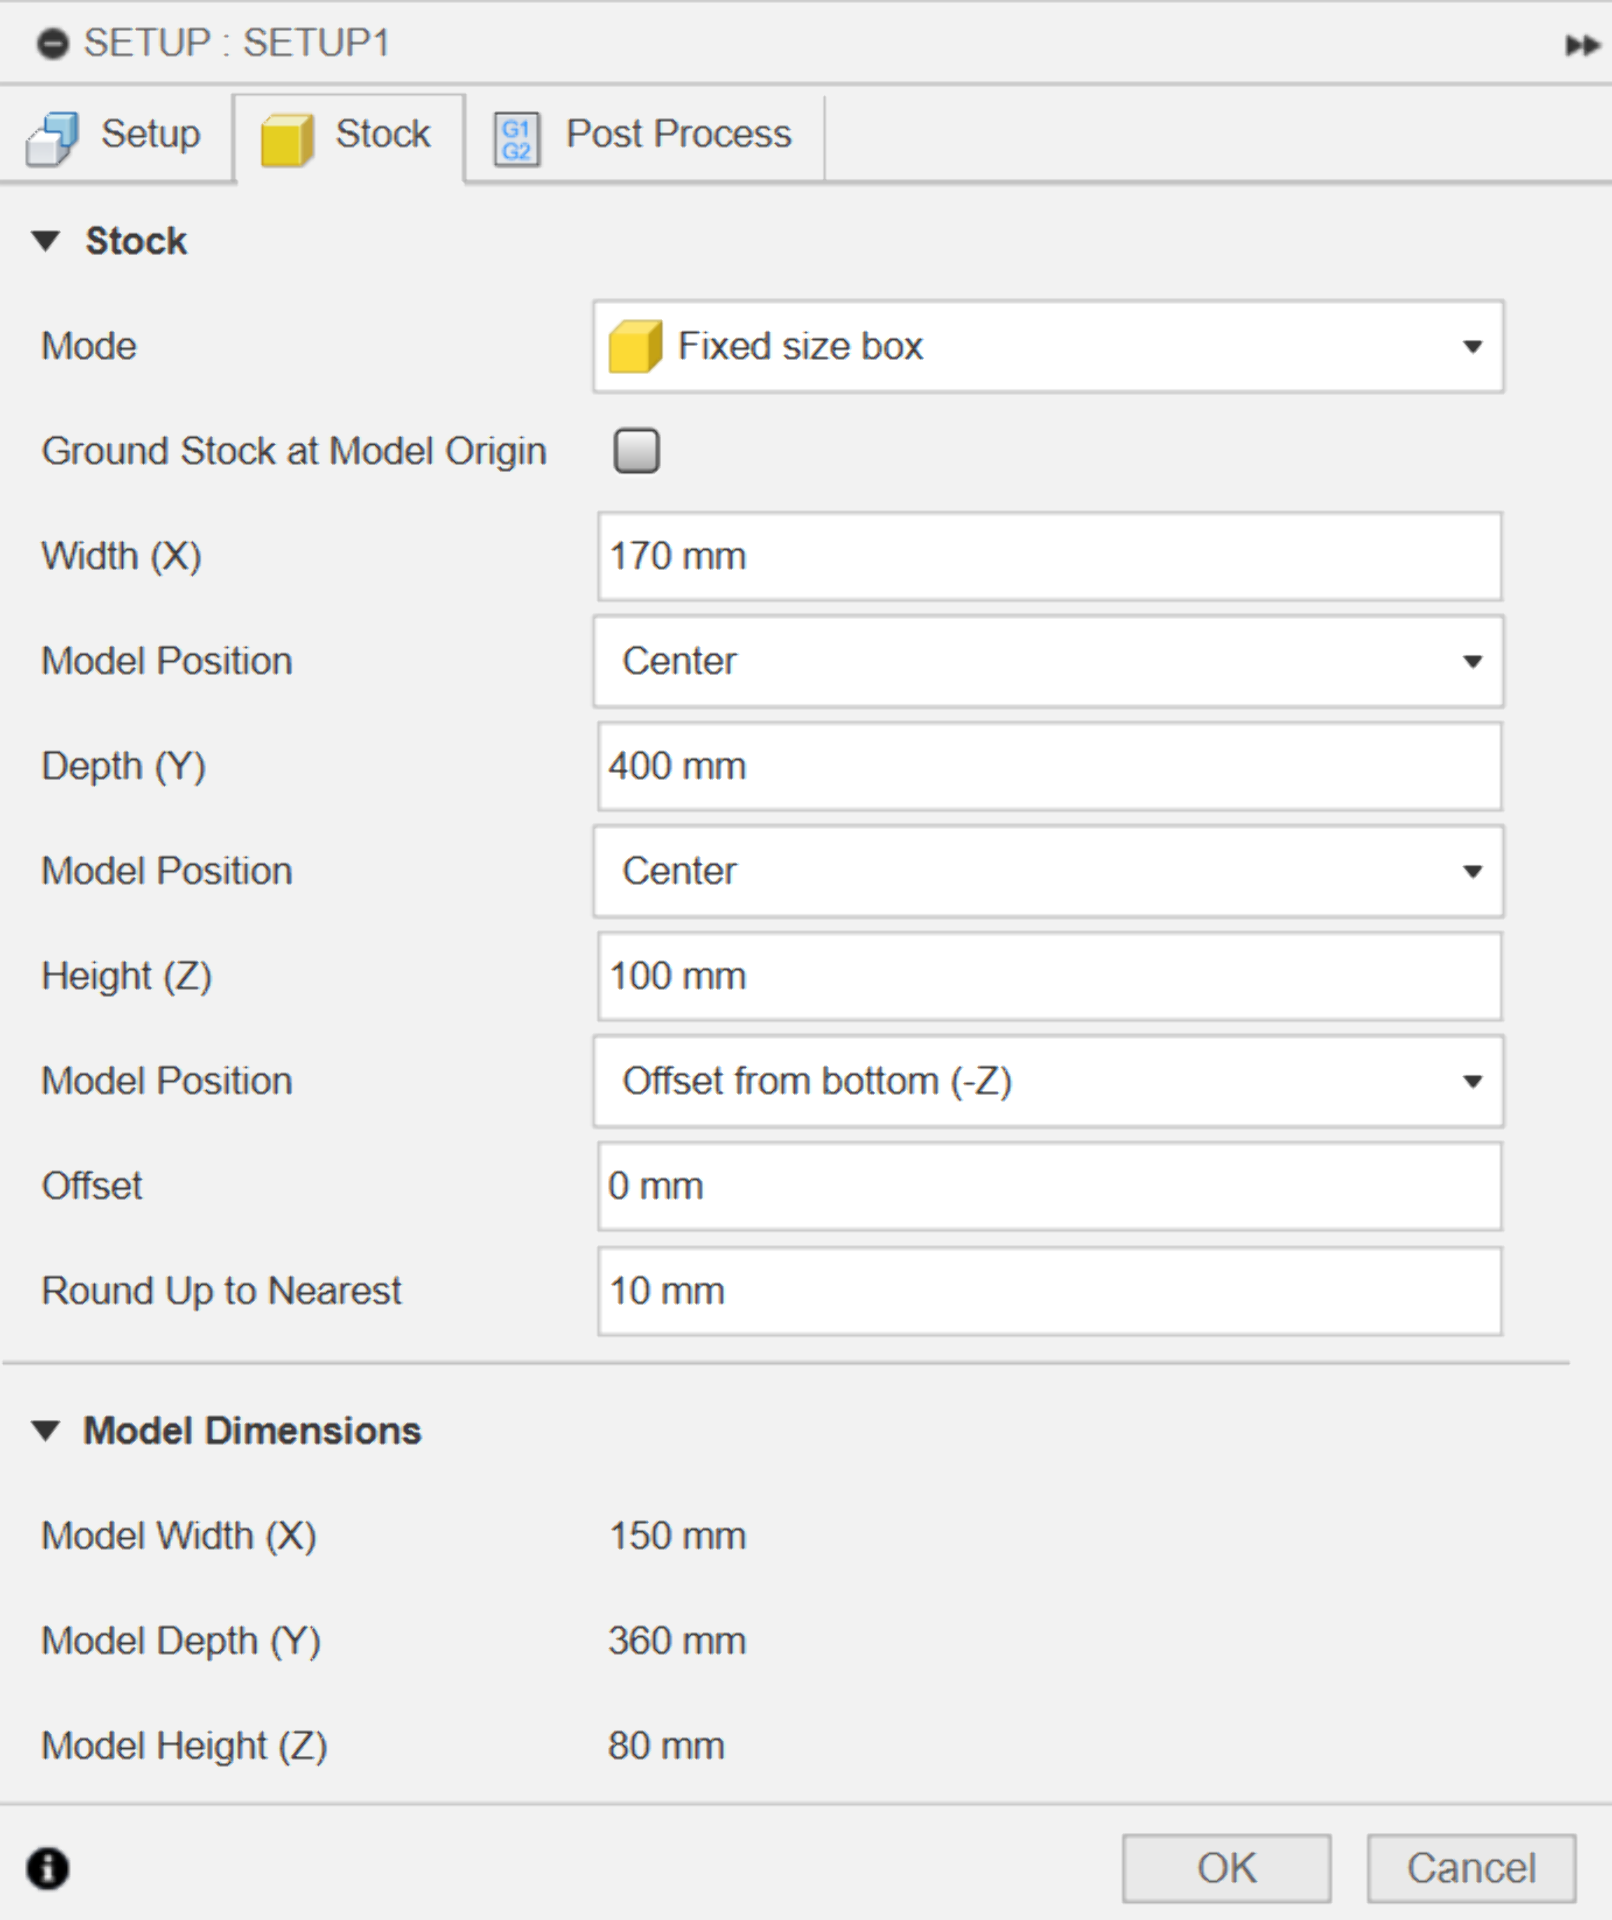 SETUP : SETUP1
Setup
Stock
G1
G2
Post Process
Stock
Mode
Fixed size box
Ground Stock at Model Origin
Width (X)
170 mm
Model Position
Center
Depth (Y)
400 mm
Model Position
Center
Height (Z)
100 mm
Model Position
Offset from bottom (-Z)
Offset
0 mm
Round Up to Nearest
10 mm
Model Dimensions
Model Width (X)
150 mm
Model Depth (Y)
360 mm
Model Height (Z)
80 mm
OK
Cancel